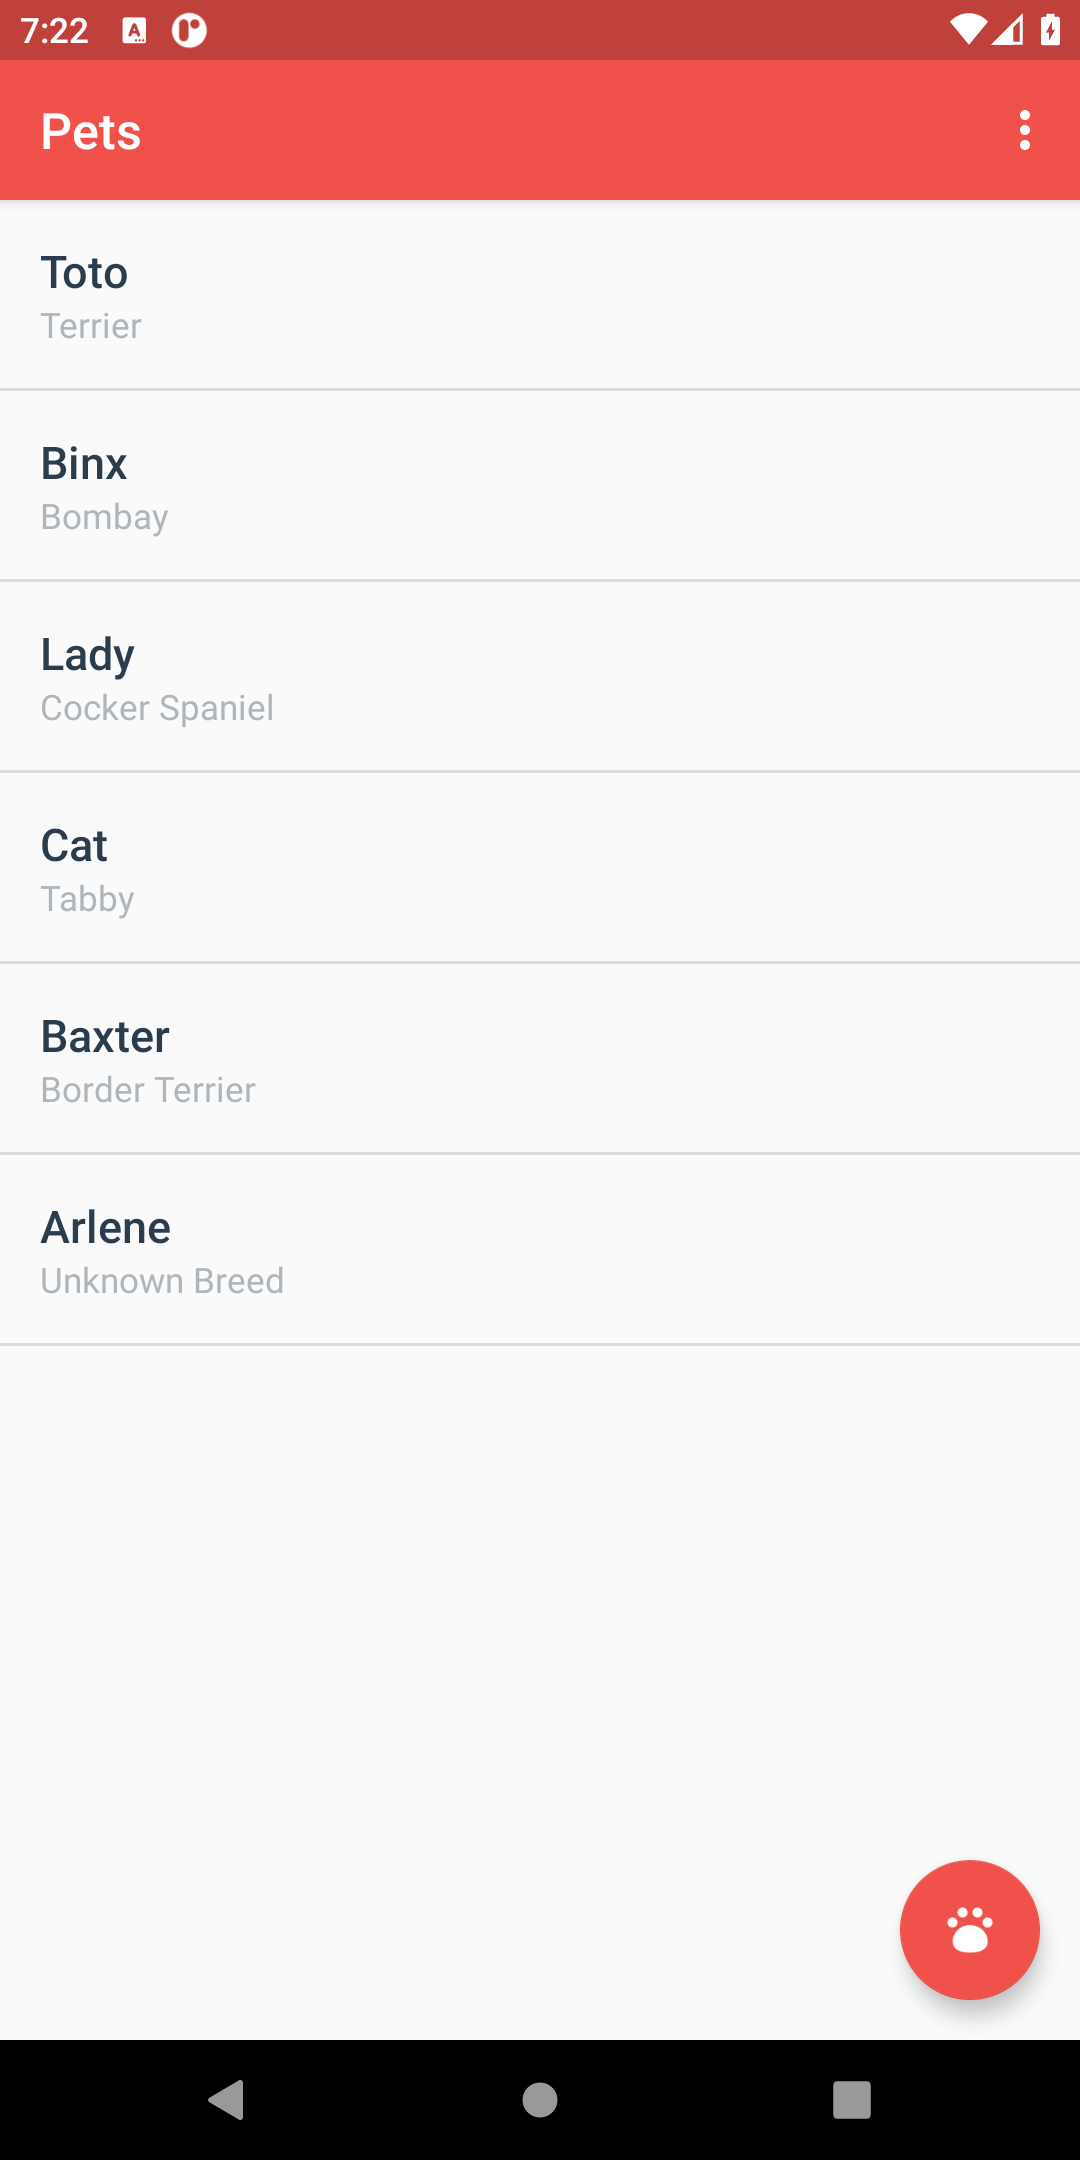 7:22
Pets
Toto
Terrier
Binx
Bombay
Lady
Cocker Spaniel
Cat
Tabby
Baxter
Border Terrier
Arlene
Unknown Breed